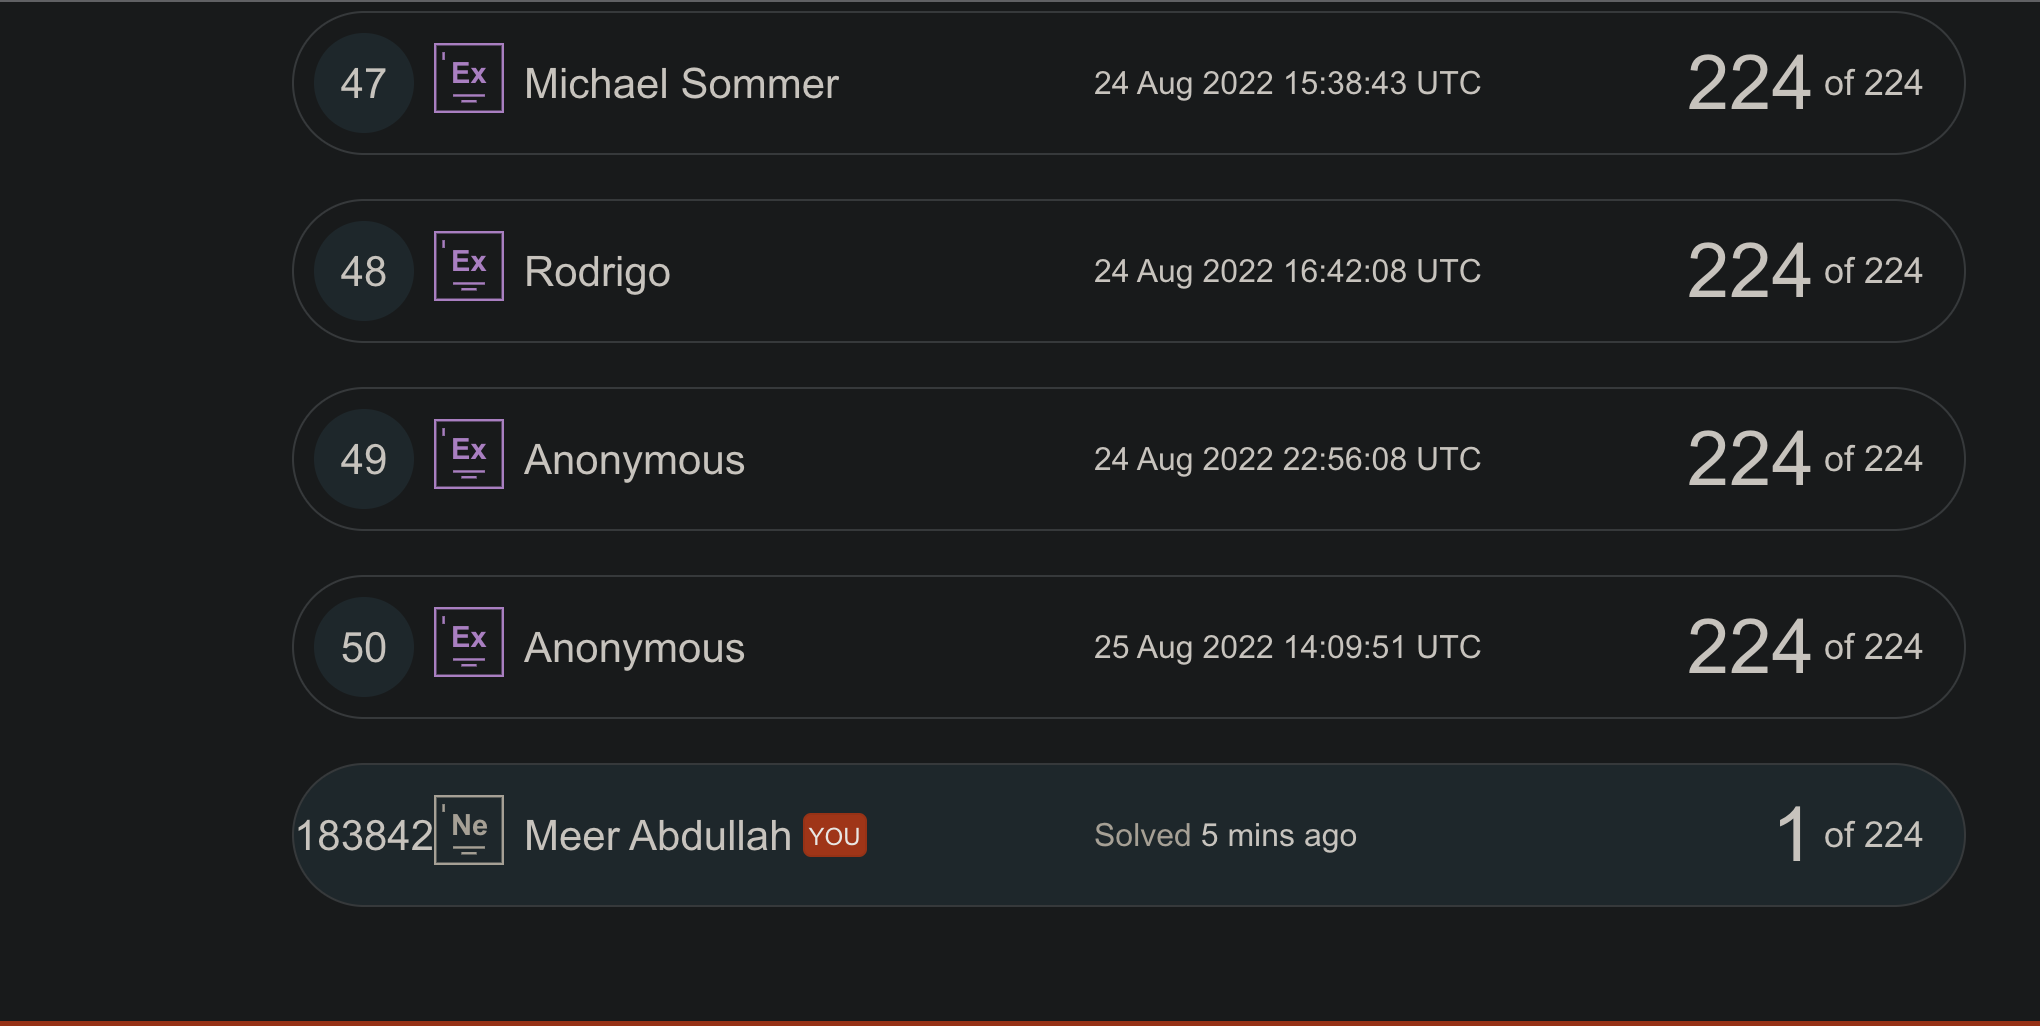 47 Ex Michael Sommer 24 Aug 2022 15:38:43 UTC 224 of 224
48 Ex Rodrigo 24 Aug 2022 16:42:08 UTC 224 of 224
49 Ex Anonymous 24 Aug 2022 22:56:08 UTC 224 of 224
50 Ex Anonymous 25 Aug 2022 14:09:51 UTC 224 of 224
183842 Ne Meer Abdullah YOU Solved 5 mins ago 1 of 224